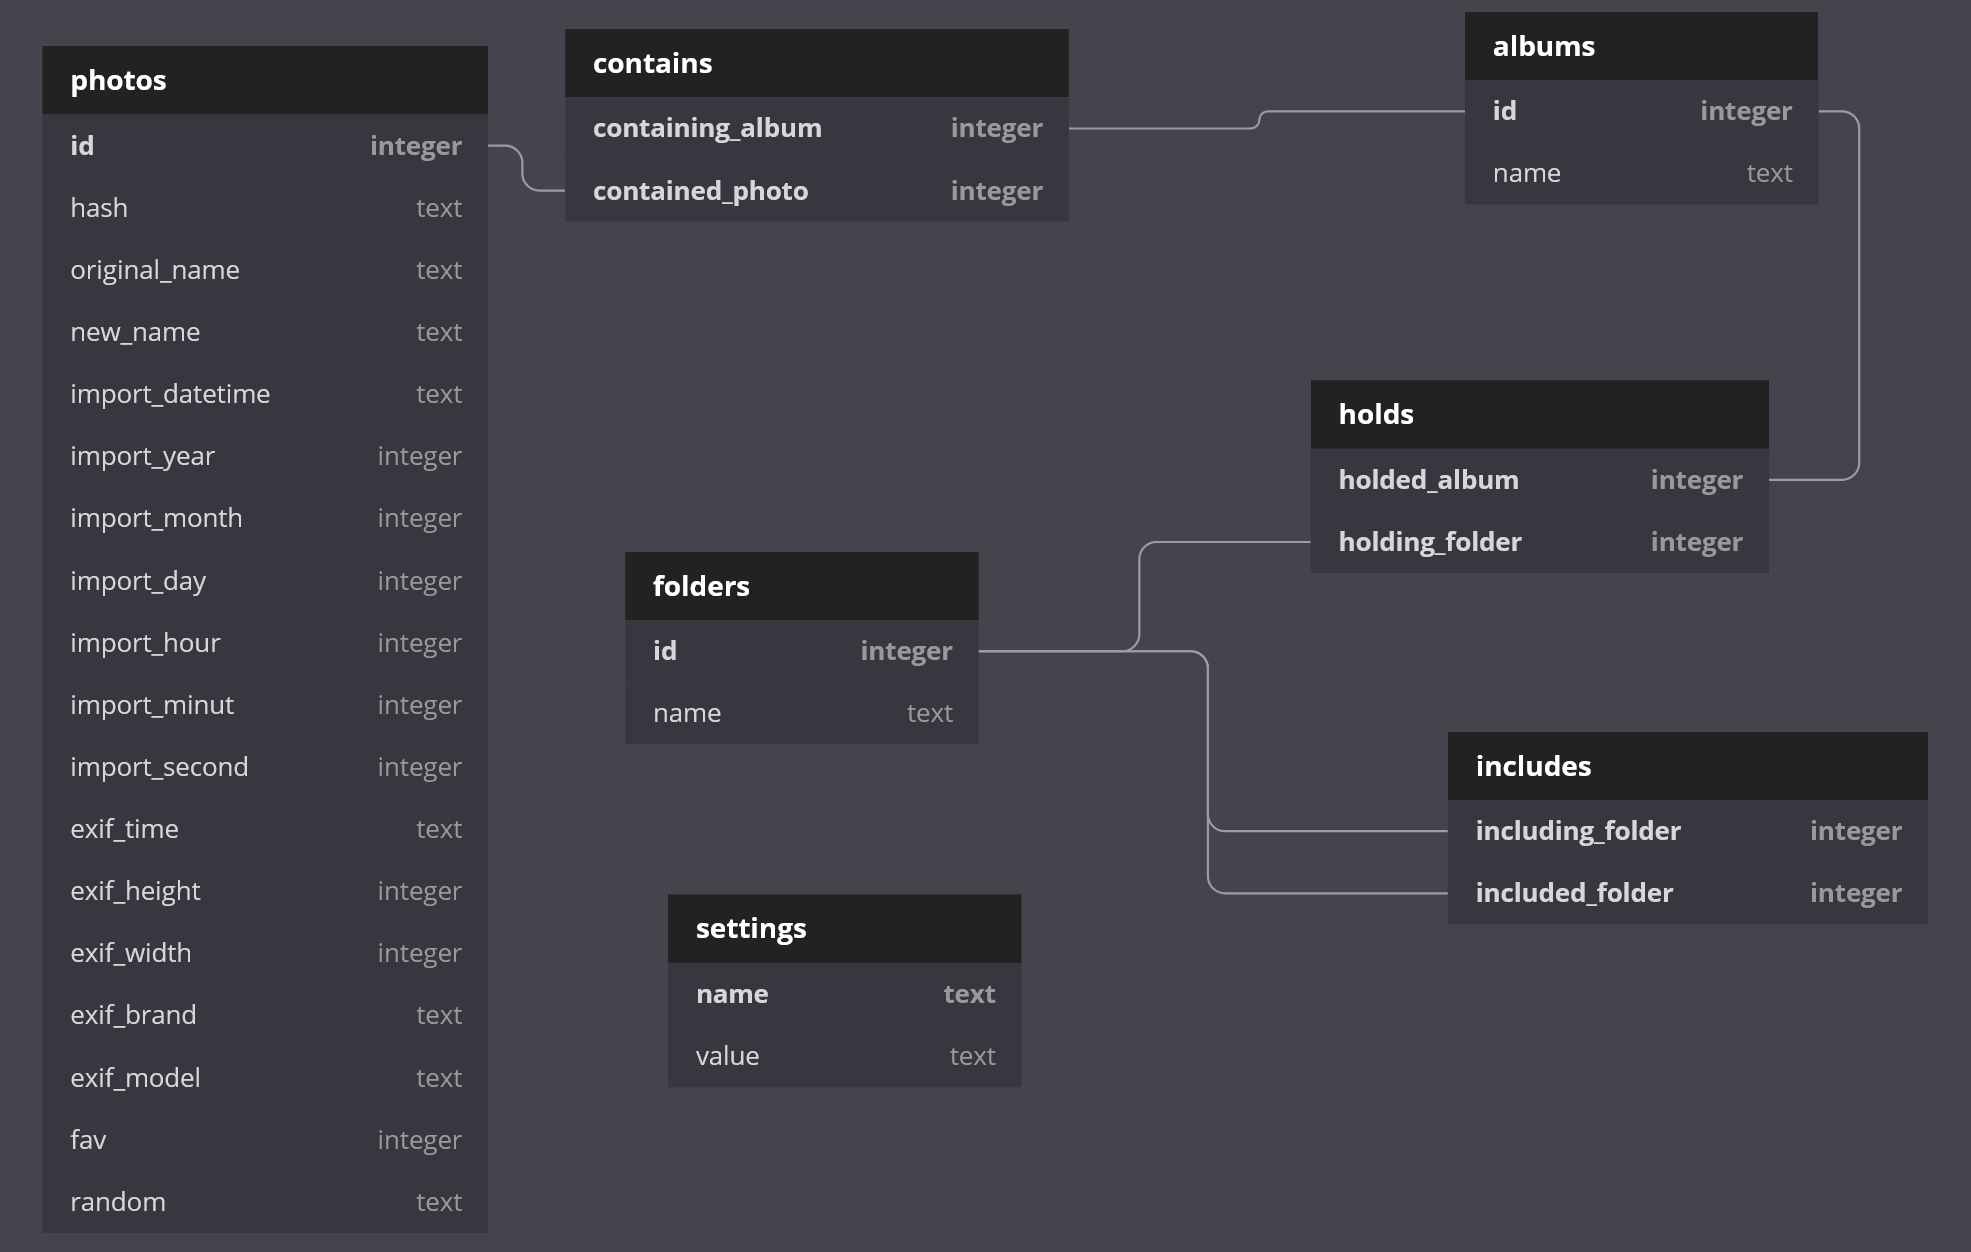 photos
id integer
hash text
original_name text
new_name text
import_datetime text
import_year integer
import_month integer
import_day integer
import_hour integer
import_minut integer
import_second integer
exif_time text
exif_height integer
exif_width integer
exif_brand text
exif_model text
fav integer
random text
contains
containing_album integer
contained_photo integer
albums
id integer
name text
holds
holded_album integer
holding_folder integer
folders
id integer
name text
includes
including_folder integer
included_folder integer
settings
name text
value text